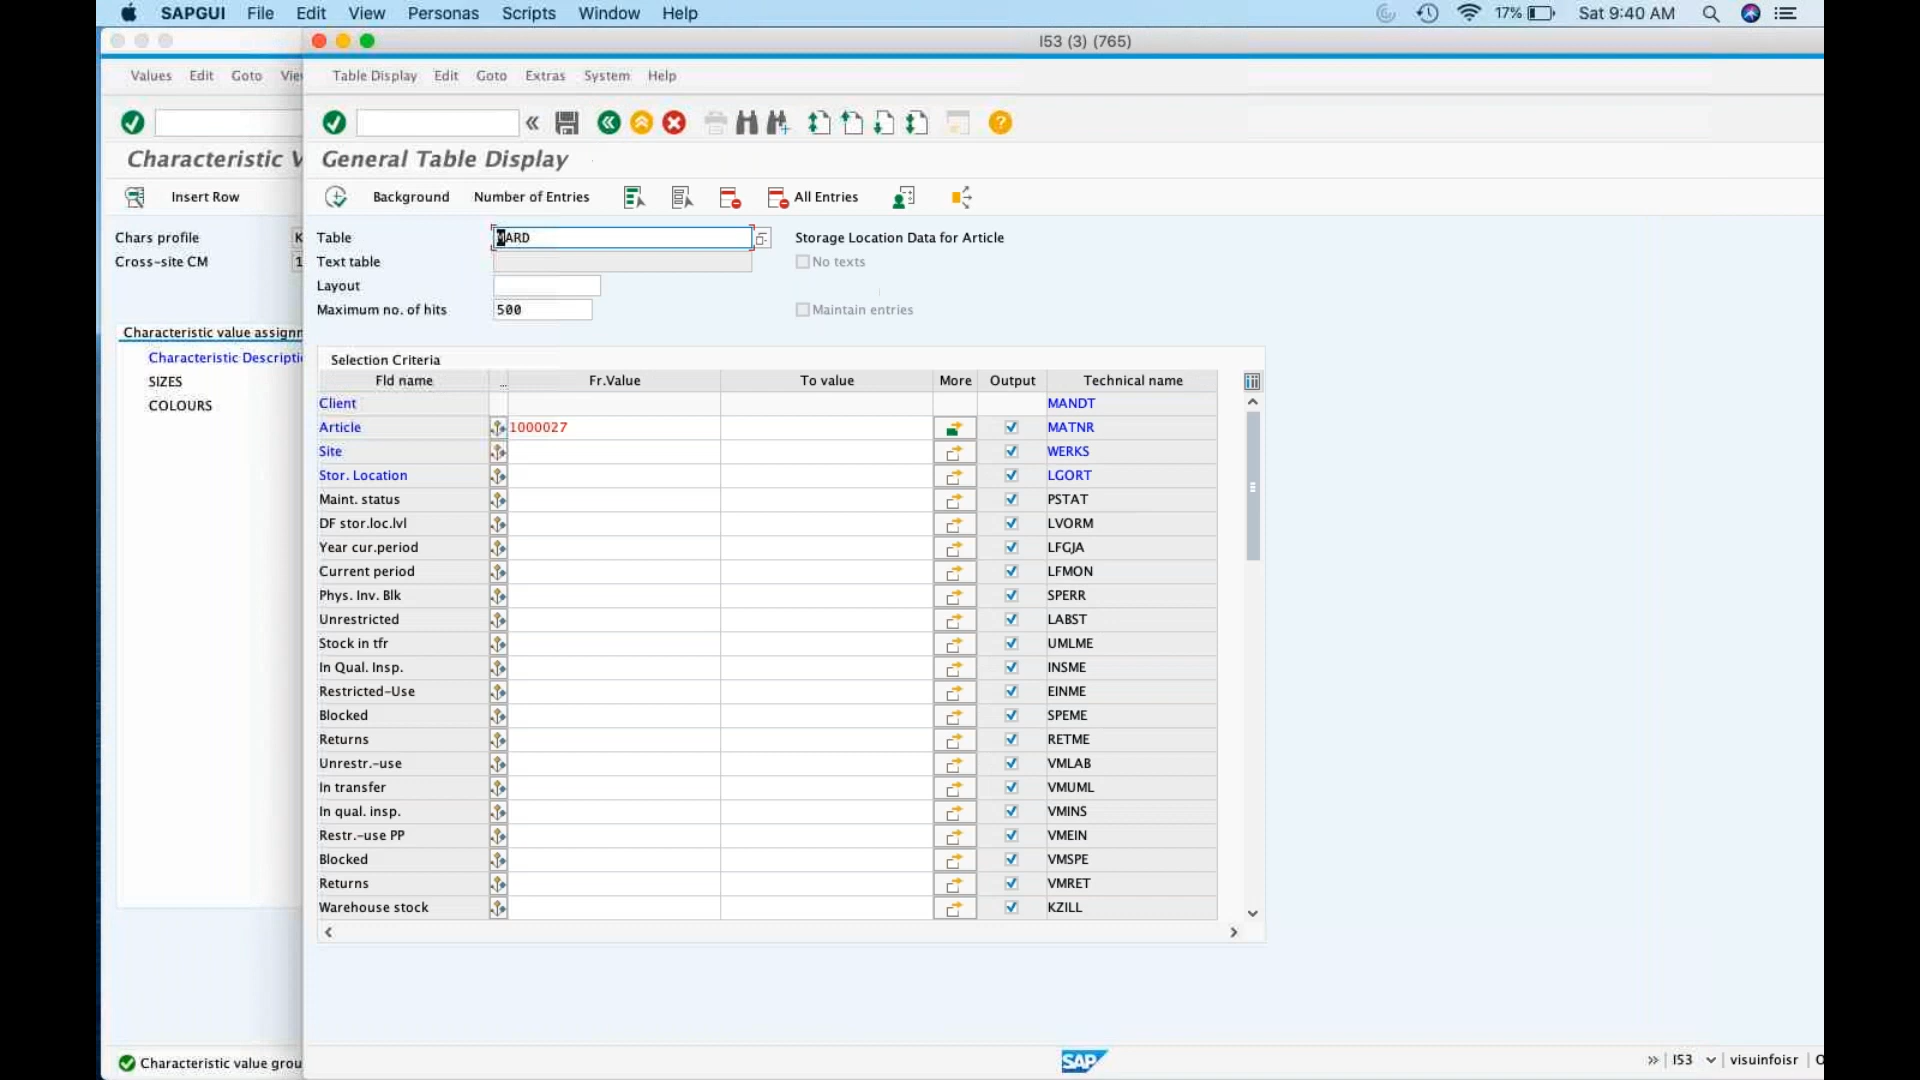 SAPGUI File Edit View Personas Scripts Window Help 17% Sat 9:40 AM
I53 (3) (765)
Values Edit Goto
Table Display Edit Goto Extras System Help
Characteristic V
General Table Display
Insert Row
Background Number of Entries All Entries
Chars profile K
Cross-site CM 1
Table MARD Storage Location Data for Article
Text table No texts
Layout
Maximum no. of hits 500 Maintain entries
Characteristic value assignm
Characteristic Descripti
SIZES
COLOURS
Selection Criteria
Fld name ... Fr.Value To value More Output Technical name
Client MANDT
Article 1000027 MATNR
Site WERKS
Stor. Location LGORT
Maint. status PSTAT
DF stor.loc.lvl LVORM
Year cur.period LFGJA
Current period LFMON
Phys. Inv. Blk SPERR
Unrestricted LABST
Stock in tfr UMLME
In Qual. Insp. INSME
Restricted-Use EINME
Blocked SPEME
Returns RETME
Unrestr.-use VMLAB
In transfer VMUML
In qual. insp. VMINS
Restr.-use PP VMEIN
Blocked VMSPE
Returns VMRET
Warehouse stock KZILL
Characteristic value grou
SAP
I53 visuinfoisr